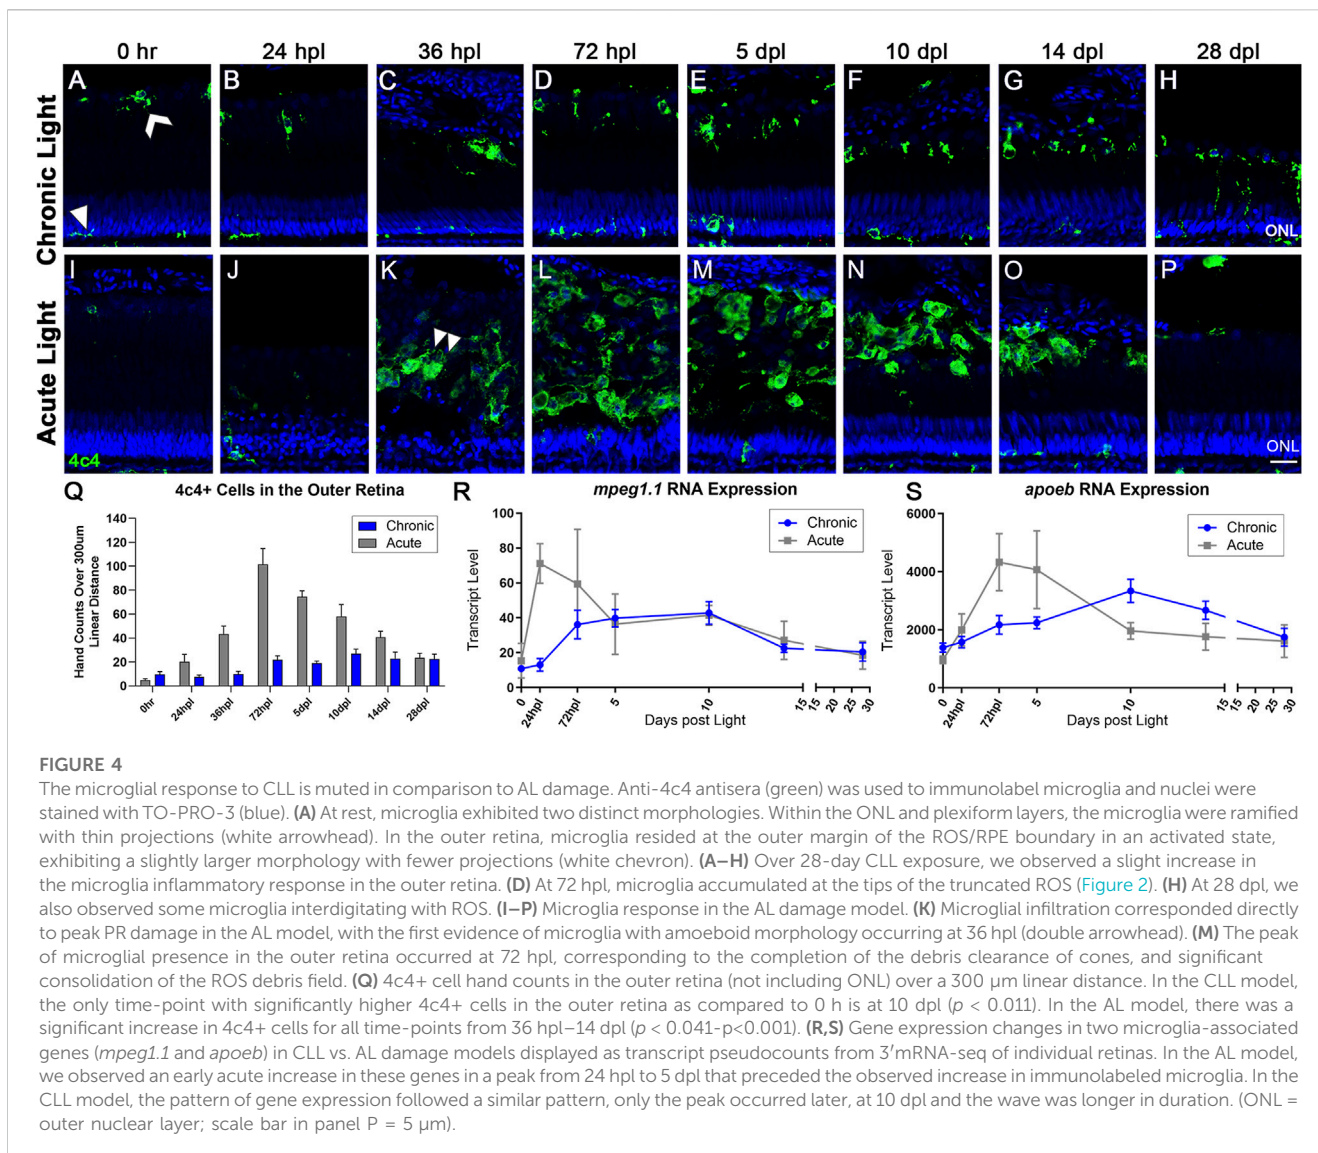 0 hr 24 hpl 36 hpl 72 hpl 5 dpl 10 dpl 14 dpl 28 dpl
Chronic Light
A B C D E F G H
ONL
Acute Light
I J K L M N O P
4c4
ONL
Q 4c4+ Cells in the Outer Retina
Hand Counts Over 300um
Linear Distance
140
120
100
80
60
40
20
0
Chronic
Acute
0hr 24hpl 36hpl 72hpl 5dpl 10dpl 14dpl 28dpl
R mpeg1.1 RNA Expression
Transcript Level
100
80
60
40
20
0
Chronic
Acute
0 24hpl 72hpl 5 10 15 15 20 25 30
Days post Light
S apoeb RNA Expression
Transcript Level
6000
4000
2000
0
Chronic
Acute
0 24hpl 72hpl 5 10 15 15 20 25 30
Days post Light
FIGURE 4
The microglial response to CLL is muted in comparison to AL damage. Anti-4c4 antisera (green) was used to immunolabel microglia and nuclei were
stained with TO-PRO-3 (blue). (A) At rest, microglia exhibited two distinct morphologies. Within the ONL and plexiform layers, the microglia were ramified
with thin projections (white arrowhead). In the outer retina, microglia resided at the outer margin of the ROS/RPE boundary in an activated state,
exhibiting a slightly larger morphology with fewer projections (white chevron). (A–H) Over 28-day CLL exposure, we observed a slight increase in
the microglia inflammatory response in the outer retina. (D) At 72 hpl, microglia accumulated at the tips of the truncated ROS (Figure 2). (H) At 28 dpl, we
also observed some microglia interdigitating with ROS. (I–P) Microglia response in the AL damage model. (K) Microglial infiltration corresponded directly
to peak PR damage in the AL model, with the first evidence of microglia with amoeboid morphology occurring at 36 hpl (double arrowhead). (M) The peak
of microglial presence in the outer retina occurred at 72 hpl, corresponding to the completion of the debris clearance of cones, and significant
consolidation of the ROS debris field. (Q) 4c4+ cell hand counts in the outer retina (not including ONL) over a 300 µm linear distance. In the CLL model,
the only time-point with significantly higher 4c4+ cells in the outer retina as compared to 0 h is at 10 dpl (p < 0.011). In the AL model, there was a
significant increase in 4c4+ cells for all time-points from 36 hpl–14 dpl (p < 0.041-p<0.001). (R,S) Gene expression changes in two microglia-associated
genes (mpeg1.1 and apoeb) in CLL vs. AL damage models displayed as transcript pseudocounts from 3′mRNA-seq of individual retinas. In the AL model,
we observed an early acute increase in these genes in a peak from 24 hpl to 5 dpl that preceded the observed increase in immunolabeled microglia. In the
CLL model, the pattern of gene expression followed a similar pattern, only the peak occurred later, at 10 dpl and the wave was longer in duration. (ONL =
outer nuclear layer; scale bar in panel P = 5 µm).